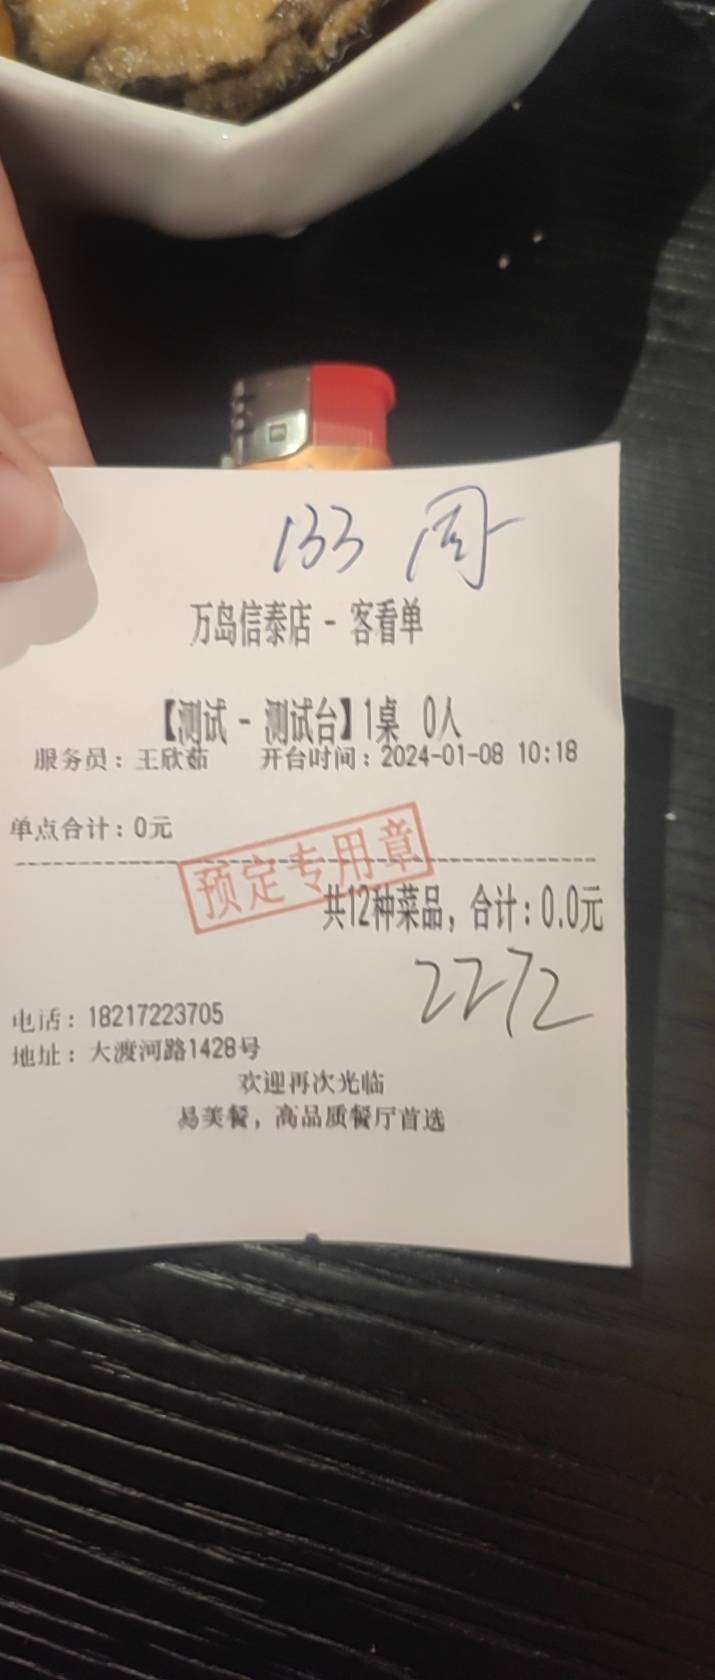 133 周
万岛信泰店 - 客看单
【测试 - 测试台】1桌 0人
服务员：王欣茹 开台时间：2024-01-08 10:18
单点合计：0元
预定专用章
共12种菜品，合计：0.0元
2272
电话：18217223705
地址：大渡河路1428号
欢迎再次光临
易美餐，高品质餐厅首选